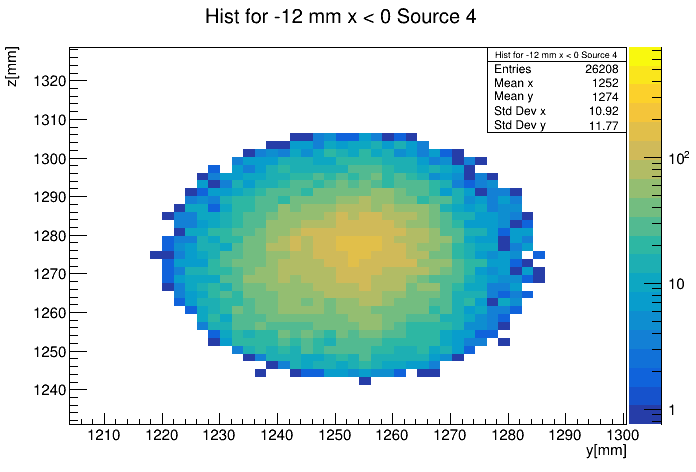 Hist for -12 mm x < 0 Source 4
z[mm]
Hist for -12 mm x < 0 Source 4
Entries 26208
Mean x 1252
Mean y 1274
Std Dev x 10.92
Std Dev y 11.77
1320
1310
1300
1290
1280
1270
1260
1250
1240
10²
10
1
1210 1220 1230 1240 1250 1260 1270 1280 1290 1300
y[mm]